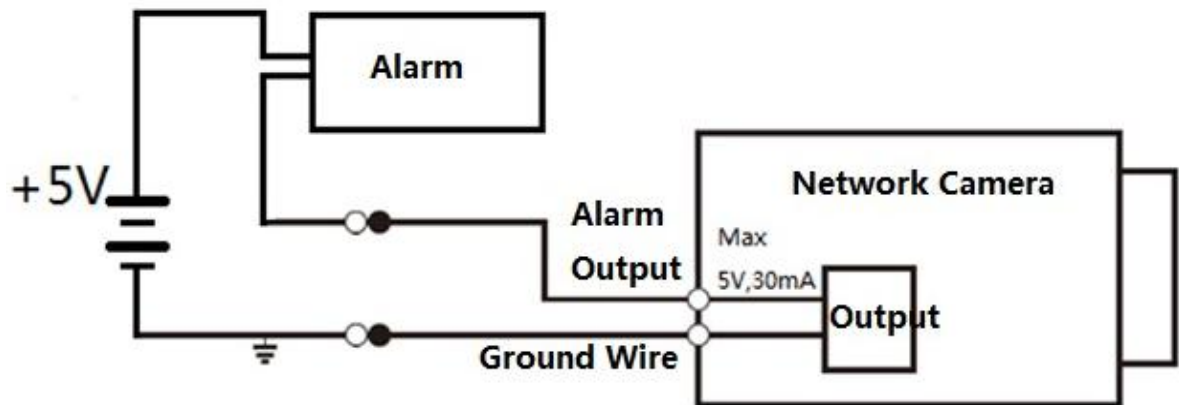 Alarm
+5V
Network Camera
Alarm
Output
Max
5V,30mA
Output
Ground Wire